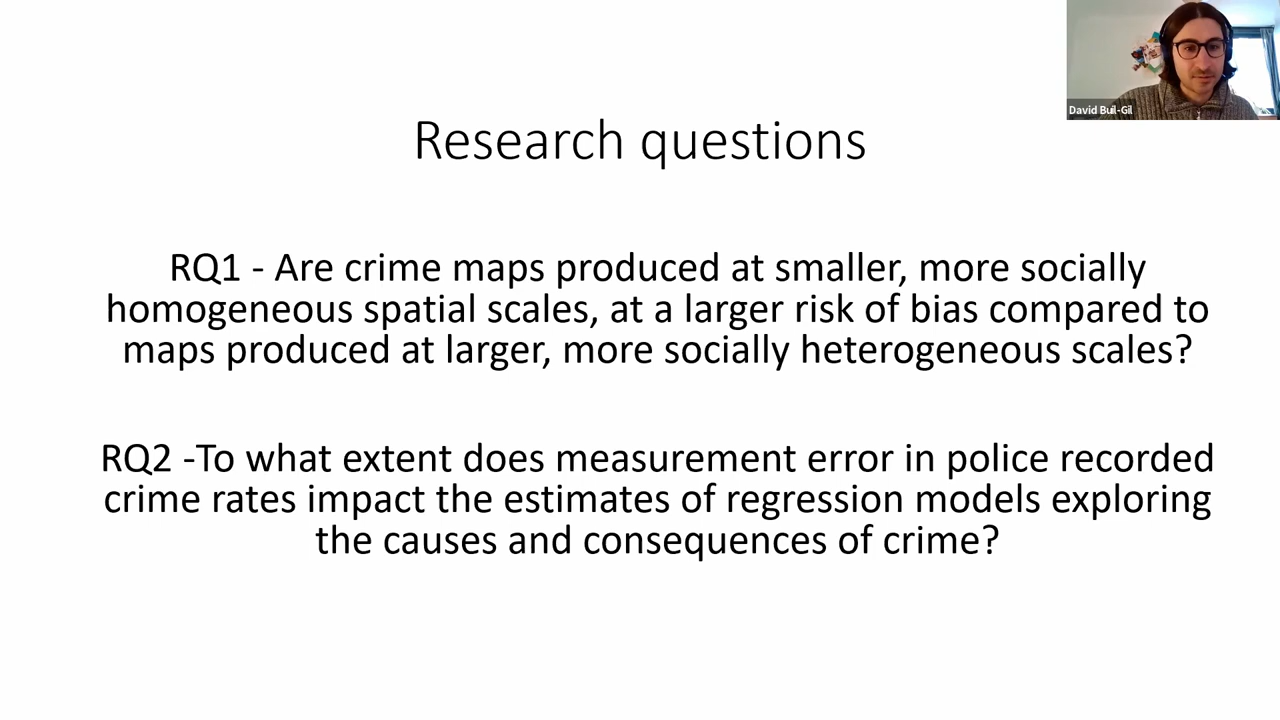 David Buil-Gil
Research questions
RQ1 - Are crime maps produced at smaller, more socially
homogeneous spatial scales, at a larger risk of bias compared to
maps produced at larger, more socially heterogeneous scales?
RQ2 -To what extent does measurement error in police recorded
crime rates impact the estimates of regression models exploring
the causes and consequences of crime?